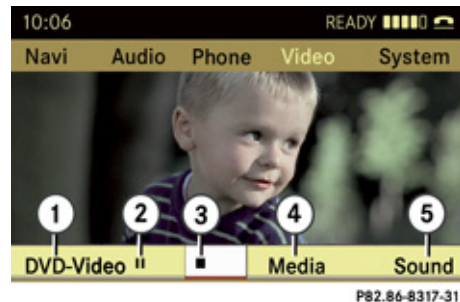 10:06 READY
Navi Audio Phone Video System
1 2 3 4 5
DVD-Video Media Sound
P82.86-8317-31